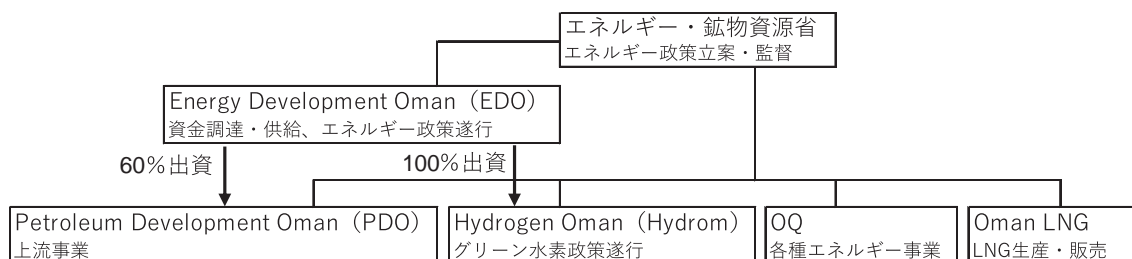 エネルギー・鉱物資源省
エネルギー政策立案・監督
Energy Development Oman（EDO）
資金調達・供給、エネルギー政策遂行
60％出資
100％出資
Petroleum Development Oman（PDO）
上流事業
Hydrogen Oman（Hydrom）
グリーン水素政策遂行
OQ
各種エネルギー事業
Oman LNG
LNG生産・販売